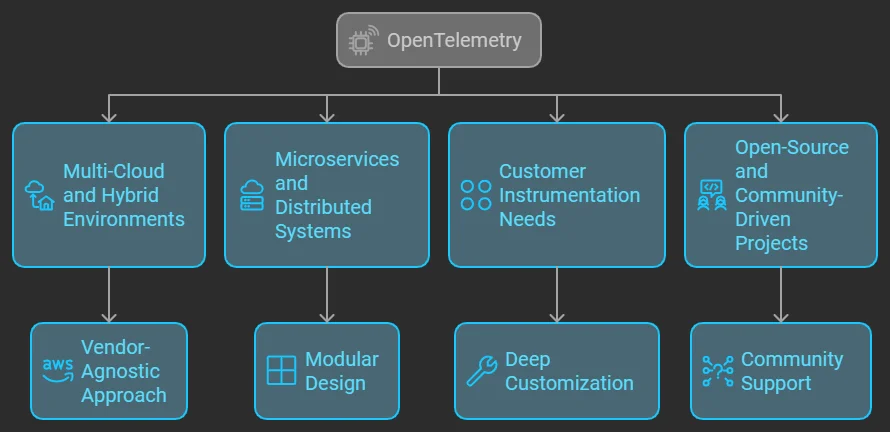 OpenTelemetry
Multi-Cloud
and Hybrid
Environments
Microservices
and
Distributed
Systems
Customer
Instrumentation
Needs
Open-Source
and
Community-
Driven
Projects
aws
Vendor-
Agnostic
Approach
Modular
Design
Deep
Customization
Community
Support